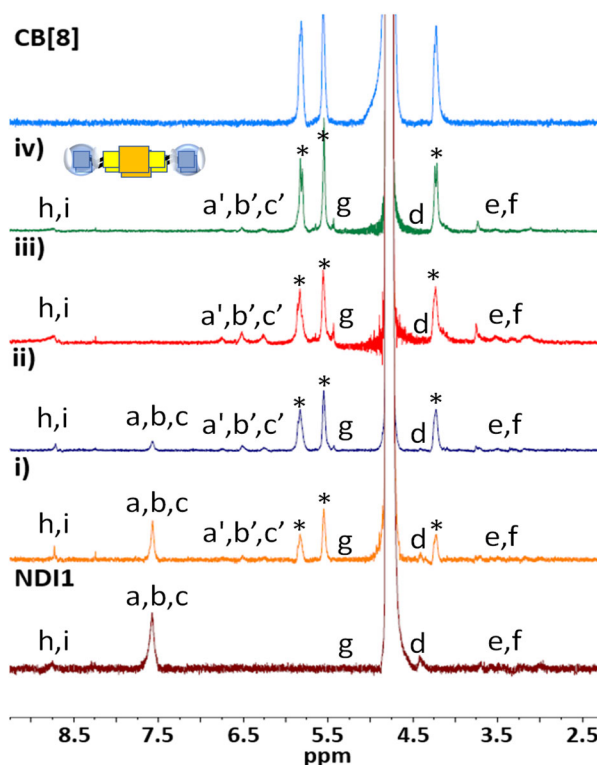 CB[8]
iv)
* * *
h,i a',b',c' g d e,f
iii)
* * *
h,i a',b',c' g d e,f
ii)
* * *
h,i a,b,c a',b',c' g d e,f
i)
* * *
h,i a,b,c a',b',c' g d e,f
NDI1
h,i a,b,c g d e,f
8.5 7.5 6.5 5.5 4.5 3.5 2.5
ppm